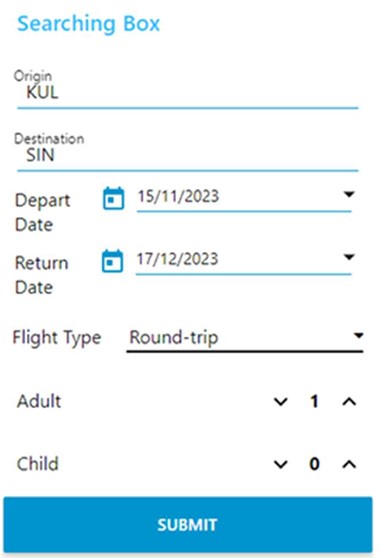 Searching Box
Origin
KUL
Destination
SIN
Depart Date
15/11/2023
Return Date
17/12/2023
Flight Type Round-trip
Adult 1
Child 0
SUBMIT